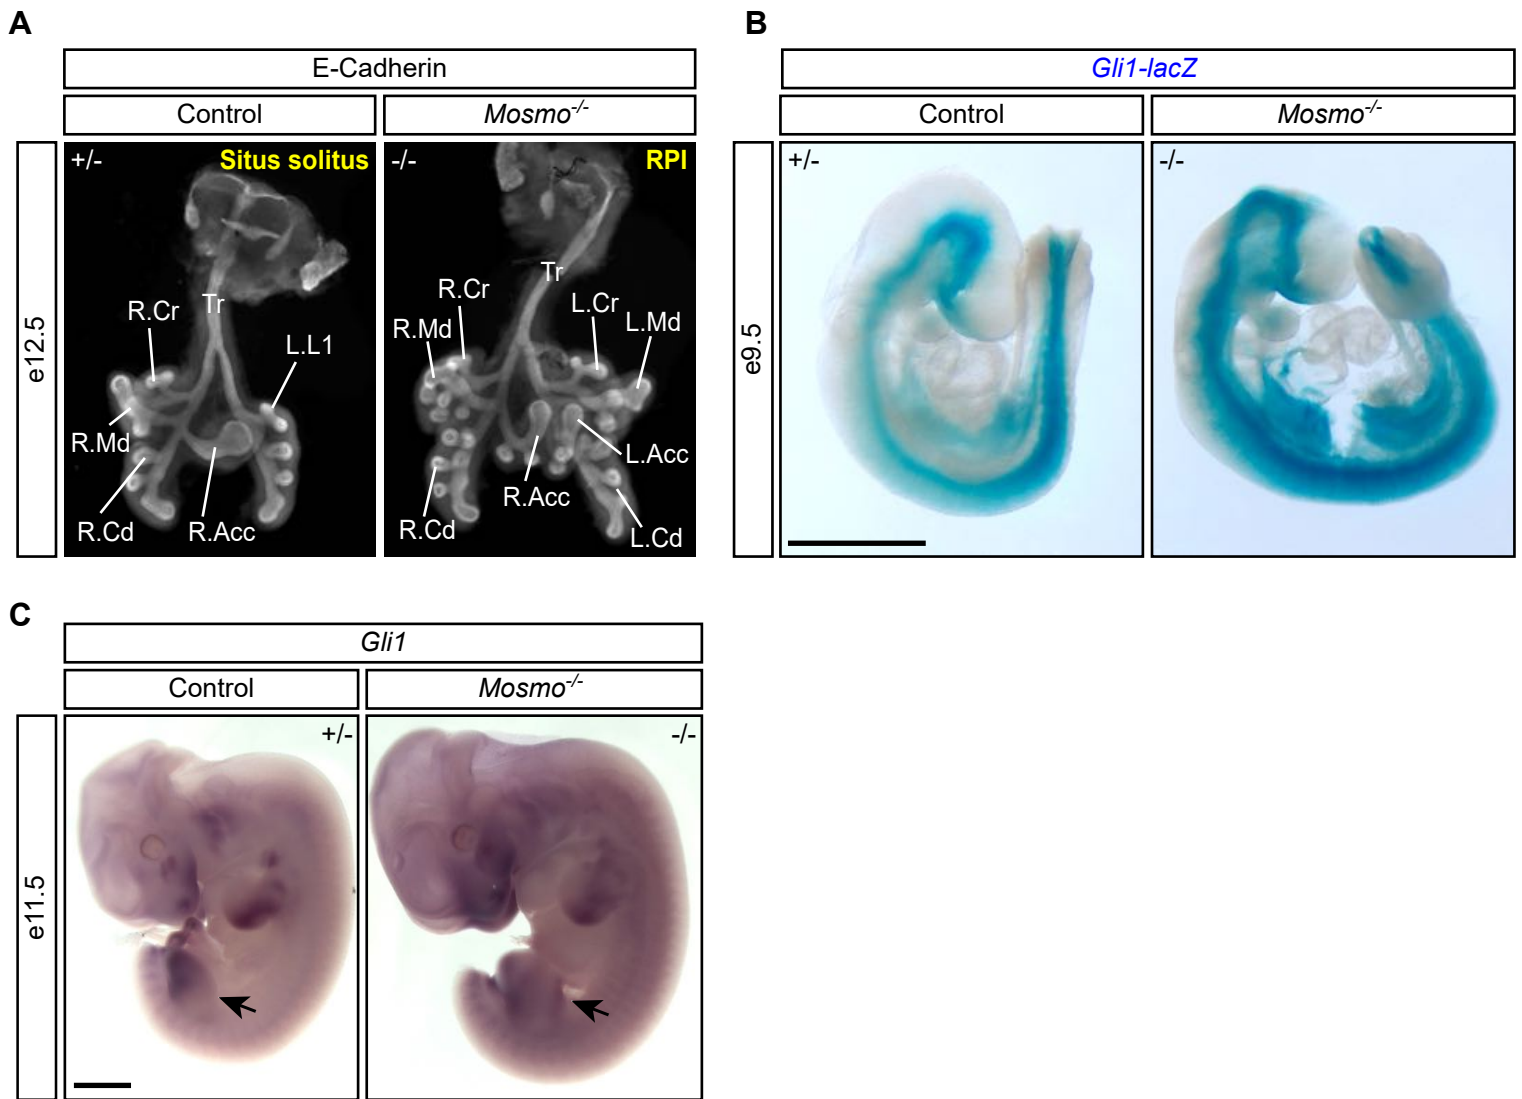 A
E-Cadherin
Control
Mosmo-/-
e12.5
+/-
Situs solitus
R.Cr
Tr
L.L1
R.Md
R.Cd
R.Acc
-/-
RPI
Tr
R.Cr
L.Cr
R.Md
L.Md
L.Acc
R.Acc
R.Cd
L.Cd
B
Gli1-lacZ
Control
Mosmo-/-
e9.5
+/-
-/-
C
Gli1
Control
Mosmo-/-
e11.5
+/-
-/-